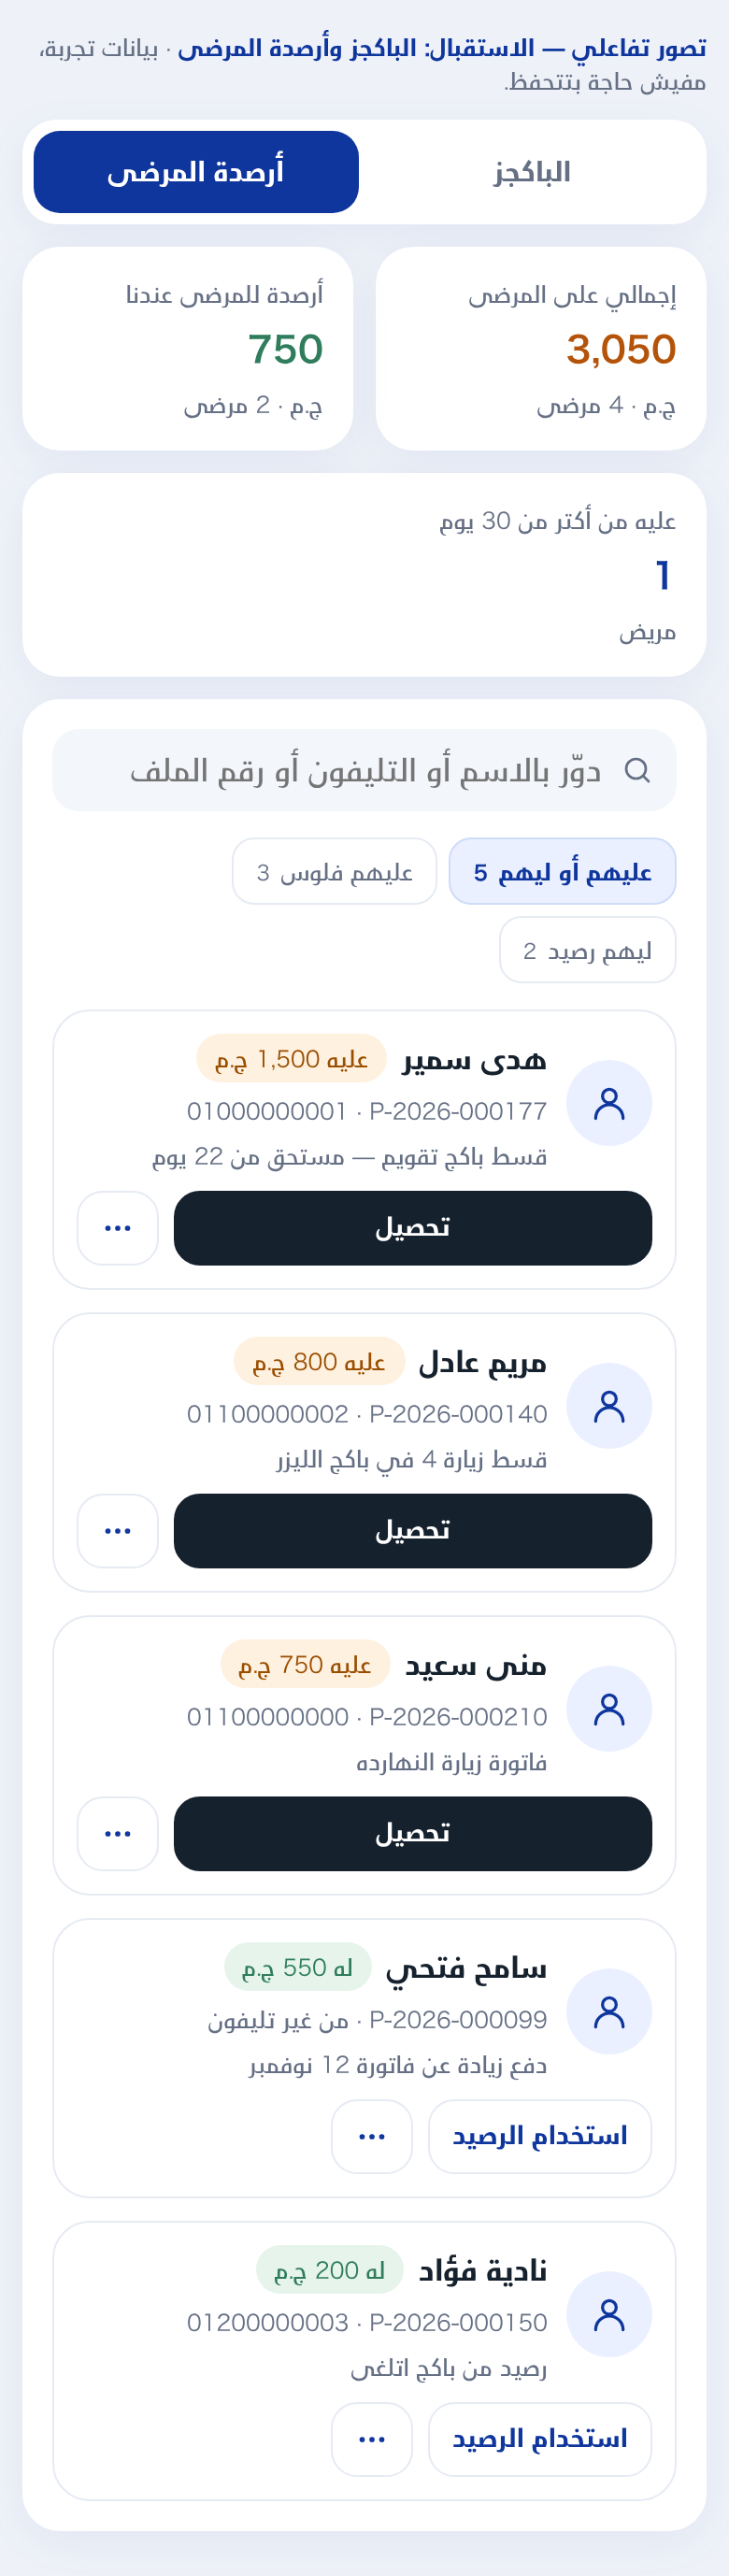 تصور تفاعلي — الاستقبال: الباكجز وأرصدة المرضى · بيانات تجربة،
مفيش حاجة بتتحفظ.
الباكجز
أرصدة المرضى
إجمالي على المرضى
3,050
ج.م · 4 مرضى
أرصدة للمرضى عندنا
750
ج.م · 2 مرضى
عليه من أكتر من 30 يوم
1
مريض
دوّر بالاسم أو التليفون أو رقم الملف
عليهم أو ليهم 5
عليهم فلوس 3
ليهم رصيد 2
هدى سمير
عليه 1,500 ج.م
P-2026-000177 · 01000000001
قسط باكج تقويم — مستحق من 22 يوم
تحصيل
...
مريم عادل
عليه 800 ج.م
P-2026-000140 · 01100000002
قسط زيارة 4 في باكج الليزر
تحصيل
...
منى سعيد
عليه 750 ج.م
P-2026-000210 · 01100000000
فاتورة زيارة النهارده
تحصيل
...
سامح فتحي
له 550 ج.م
P-2026-000099 · من غير تليفون
دفع زيادة عن فاتورة 12 نوفمبر
استخدام الرصيد
...
نادية فؤاد
له 200 ج.م
P-2026-000150 · 01200000003
رصيد من باكج اتلغى
استخدام الرصيد
...